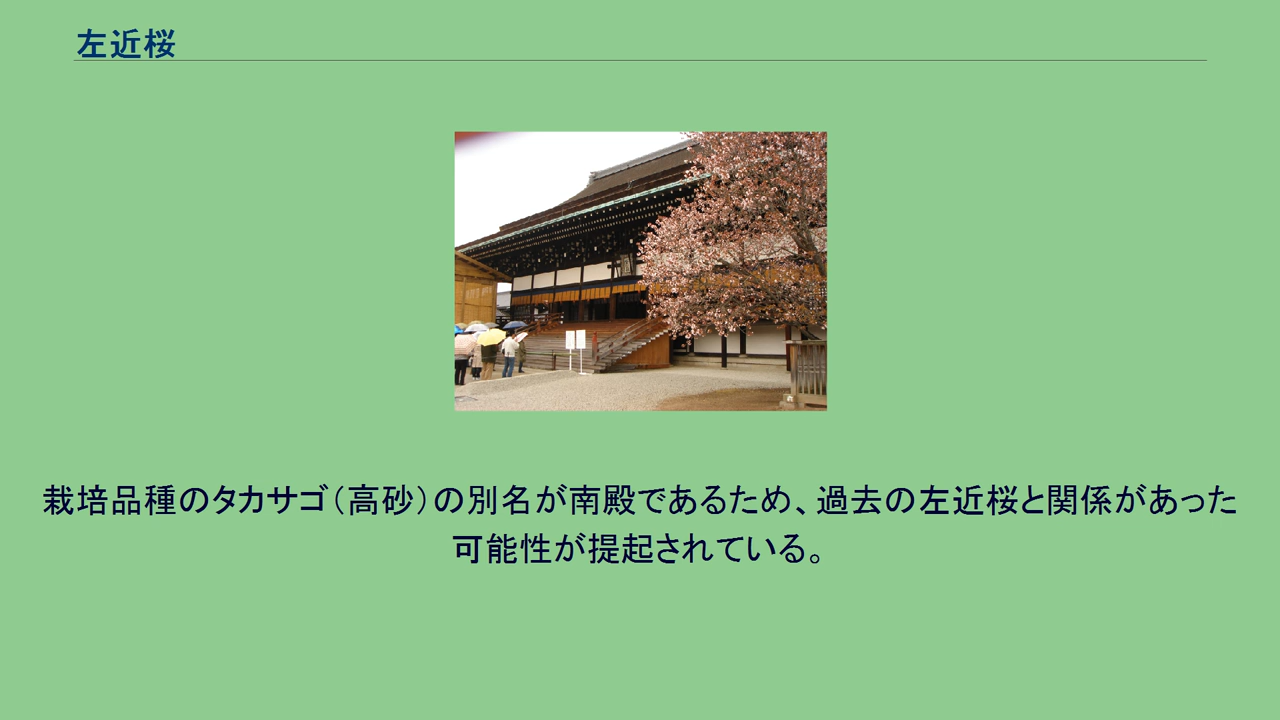 左近桜
栽培品種のタカサゴ（高砂）の別名が南殿であるため、過去の左近桜と関係があった
可能性が提起されている。